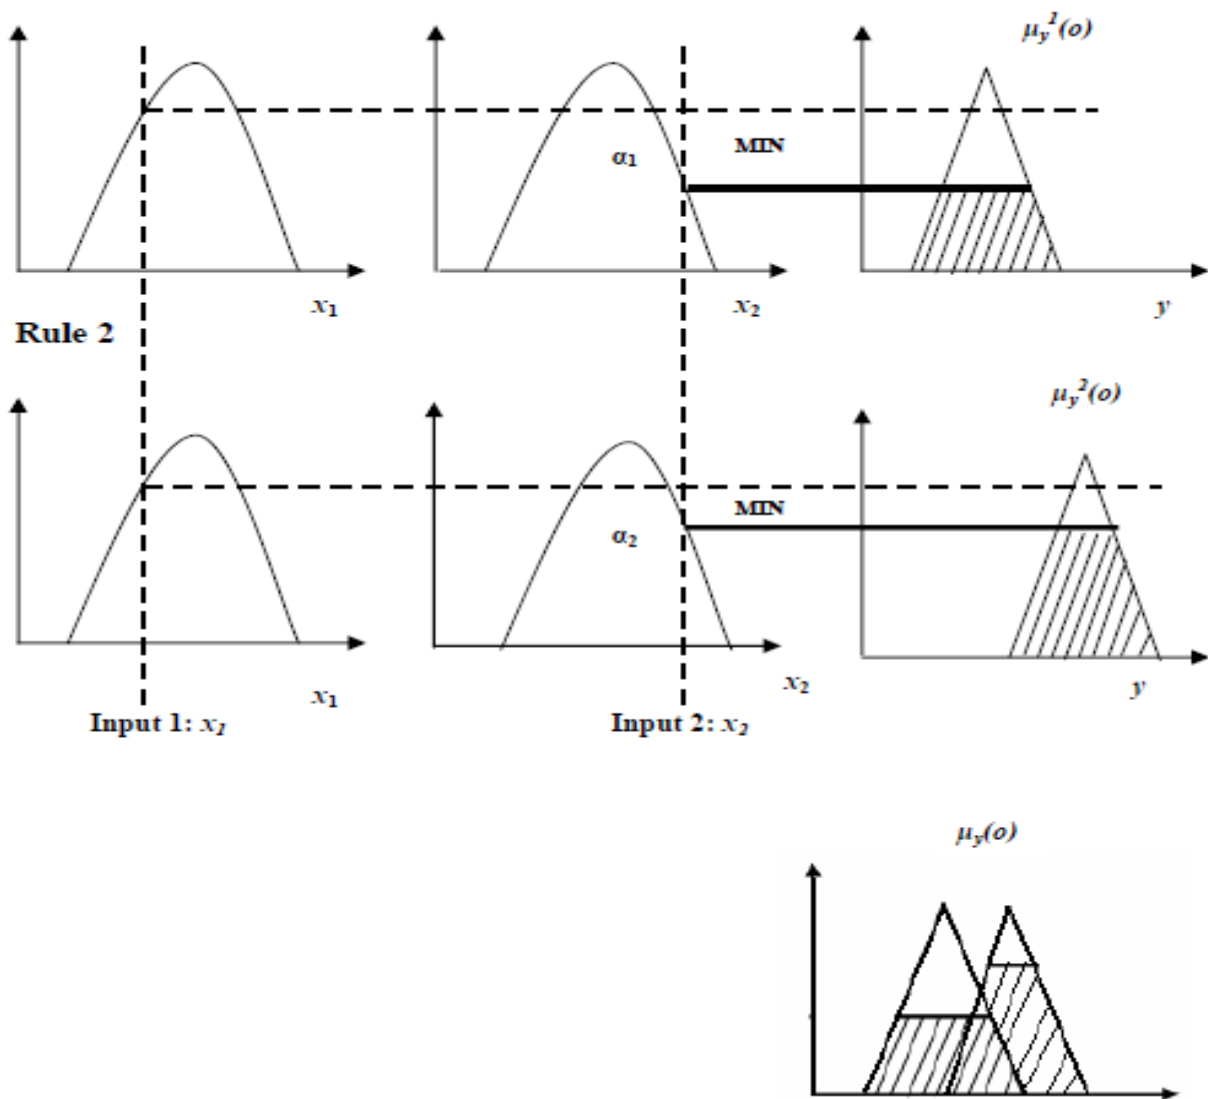 μy¹(o)
α1
MIN
x1
x2
y
Rule 2
μy²(o)
MIN
α2
x1
x2
y
Input 1: x1
Input 2: x2
μy(o)